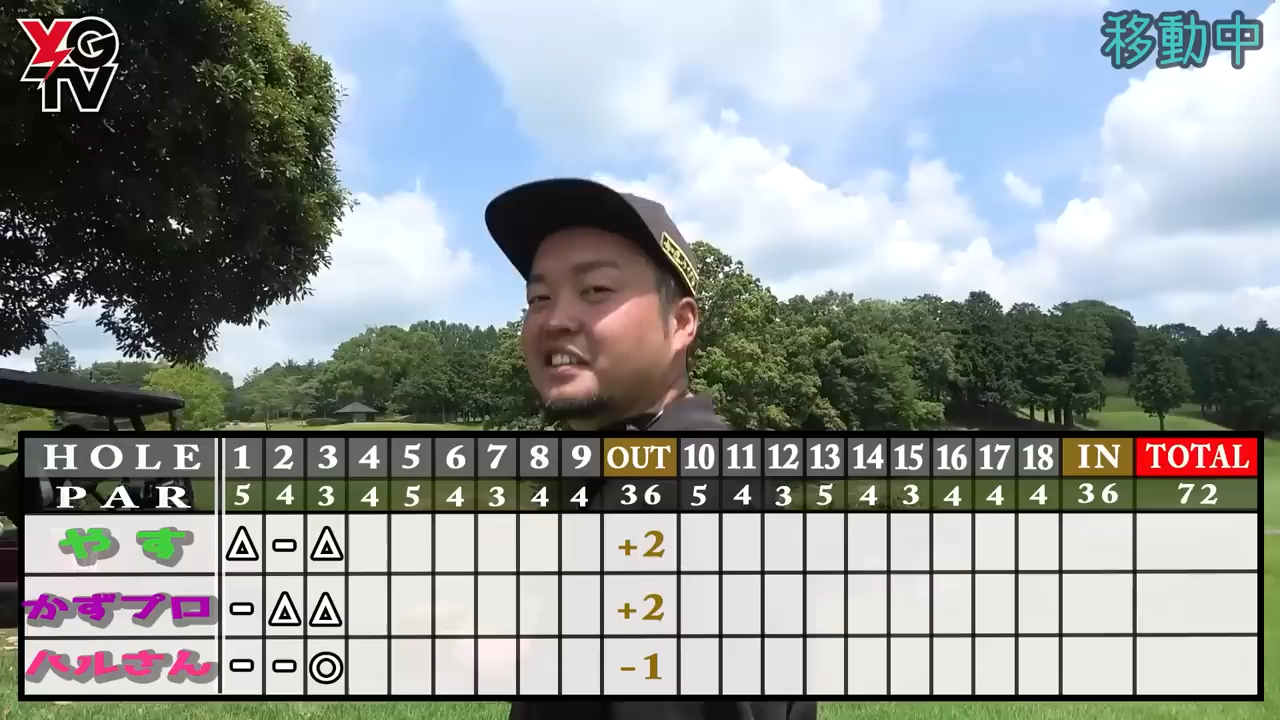 YGTV
移動中
HOLE 1 2 3 4 5 6 7 8 9 OUT 10 11 12 13 14 15 16 17 18 IN TOTAL
PAR 5 4 3 4 5 4 3 4 4 36 5 4 3 5 4 3 4 4 4 36 72
やす △ - △ +2
かずプロ - △ △ +2
ハルさん - - ◎ -1